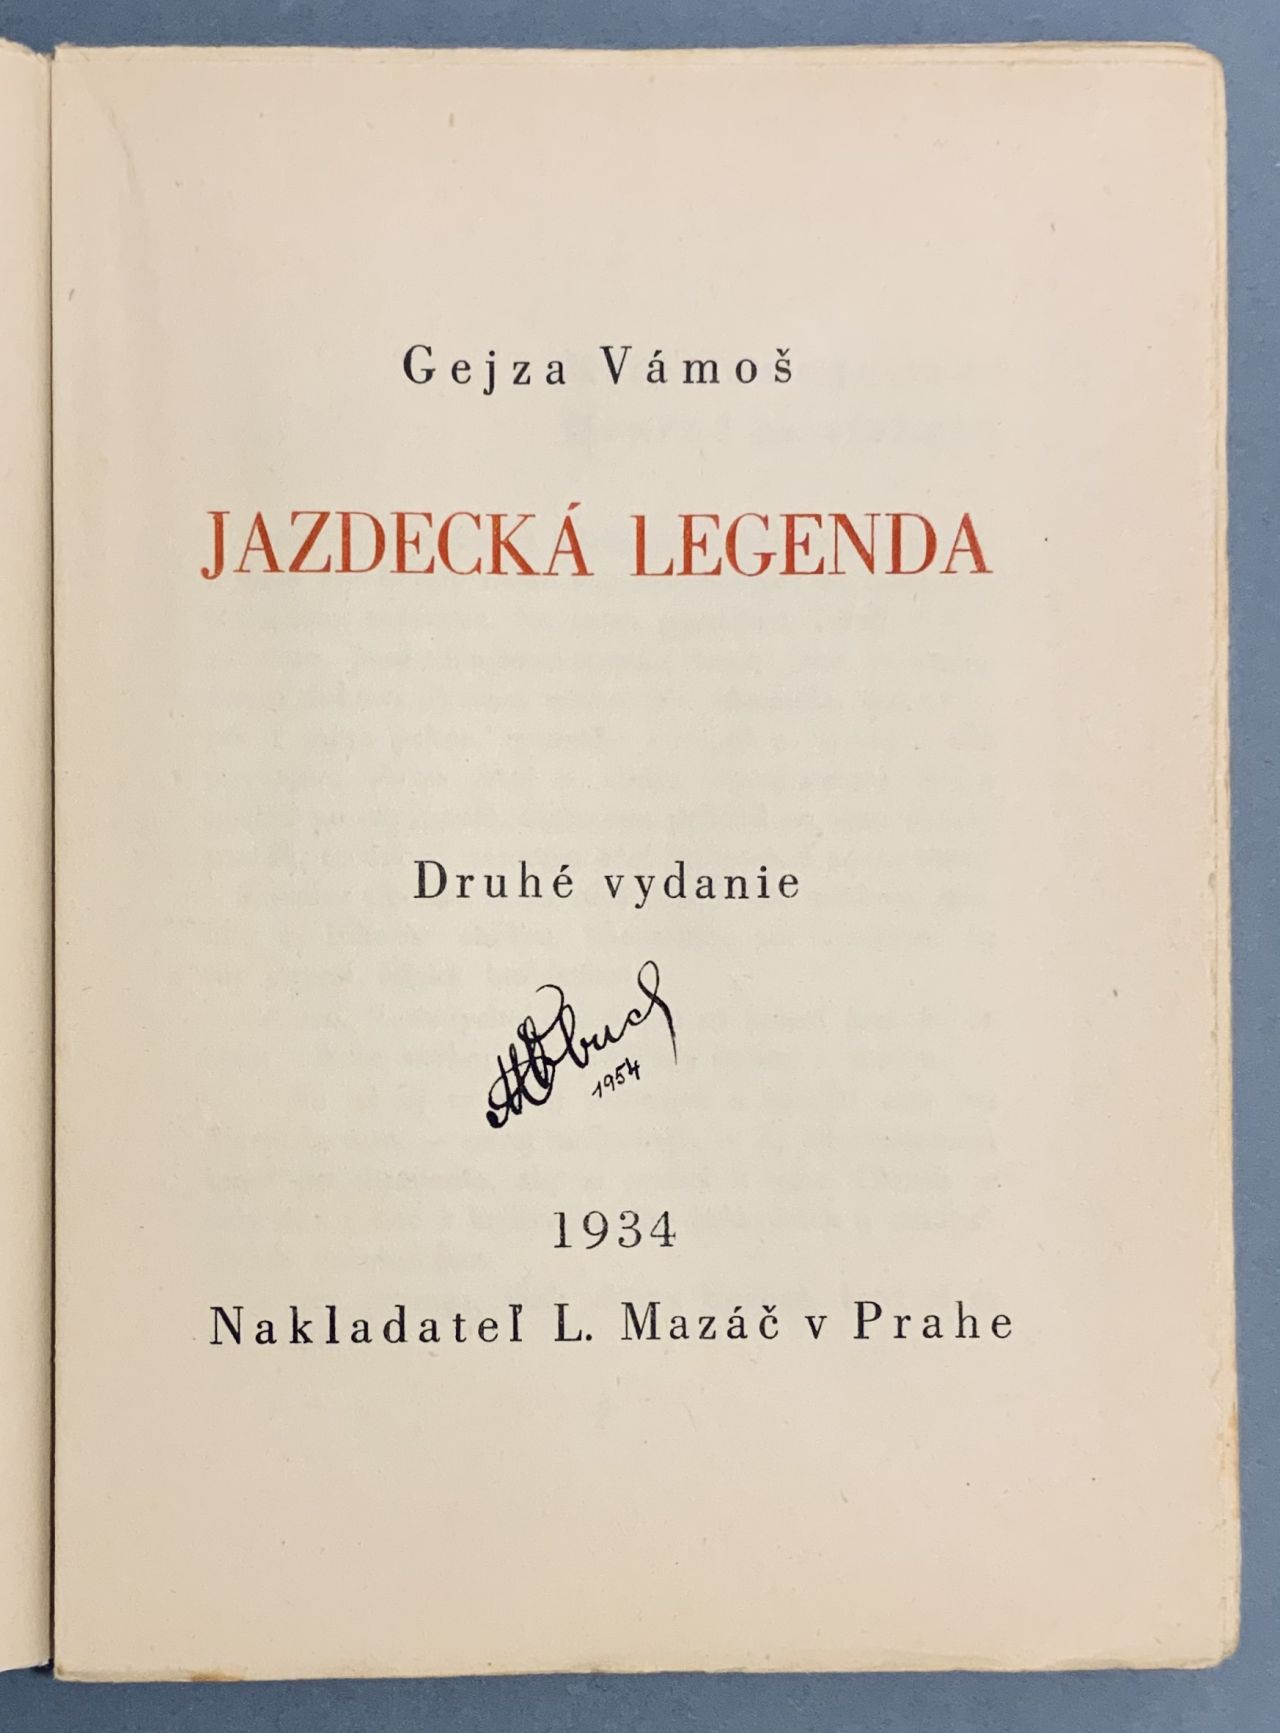 Gejza Vámoš
JAZDECKÁ LEGENDA
Druhé vydanie
1954
1934
Nakladateľ L. Mazáč v Prahe